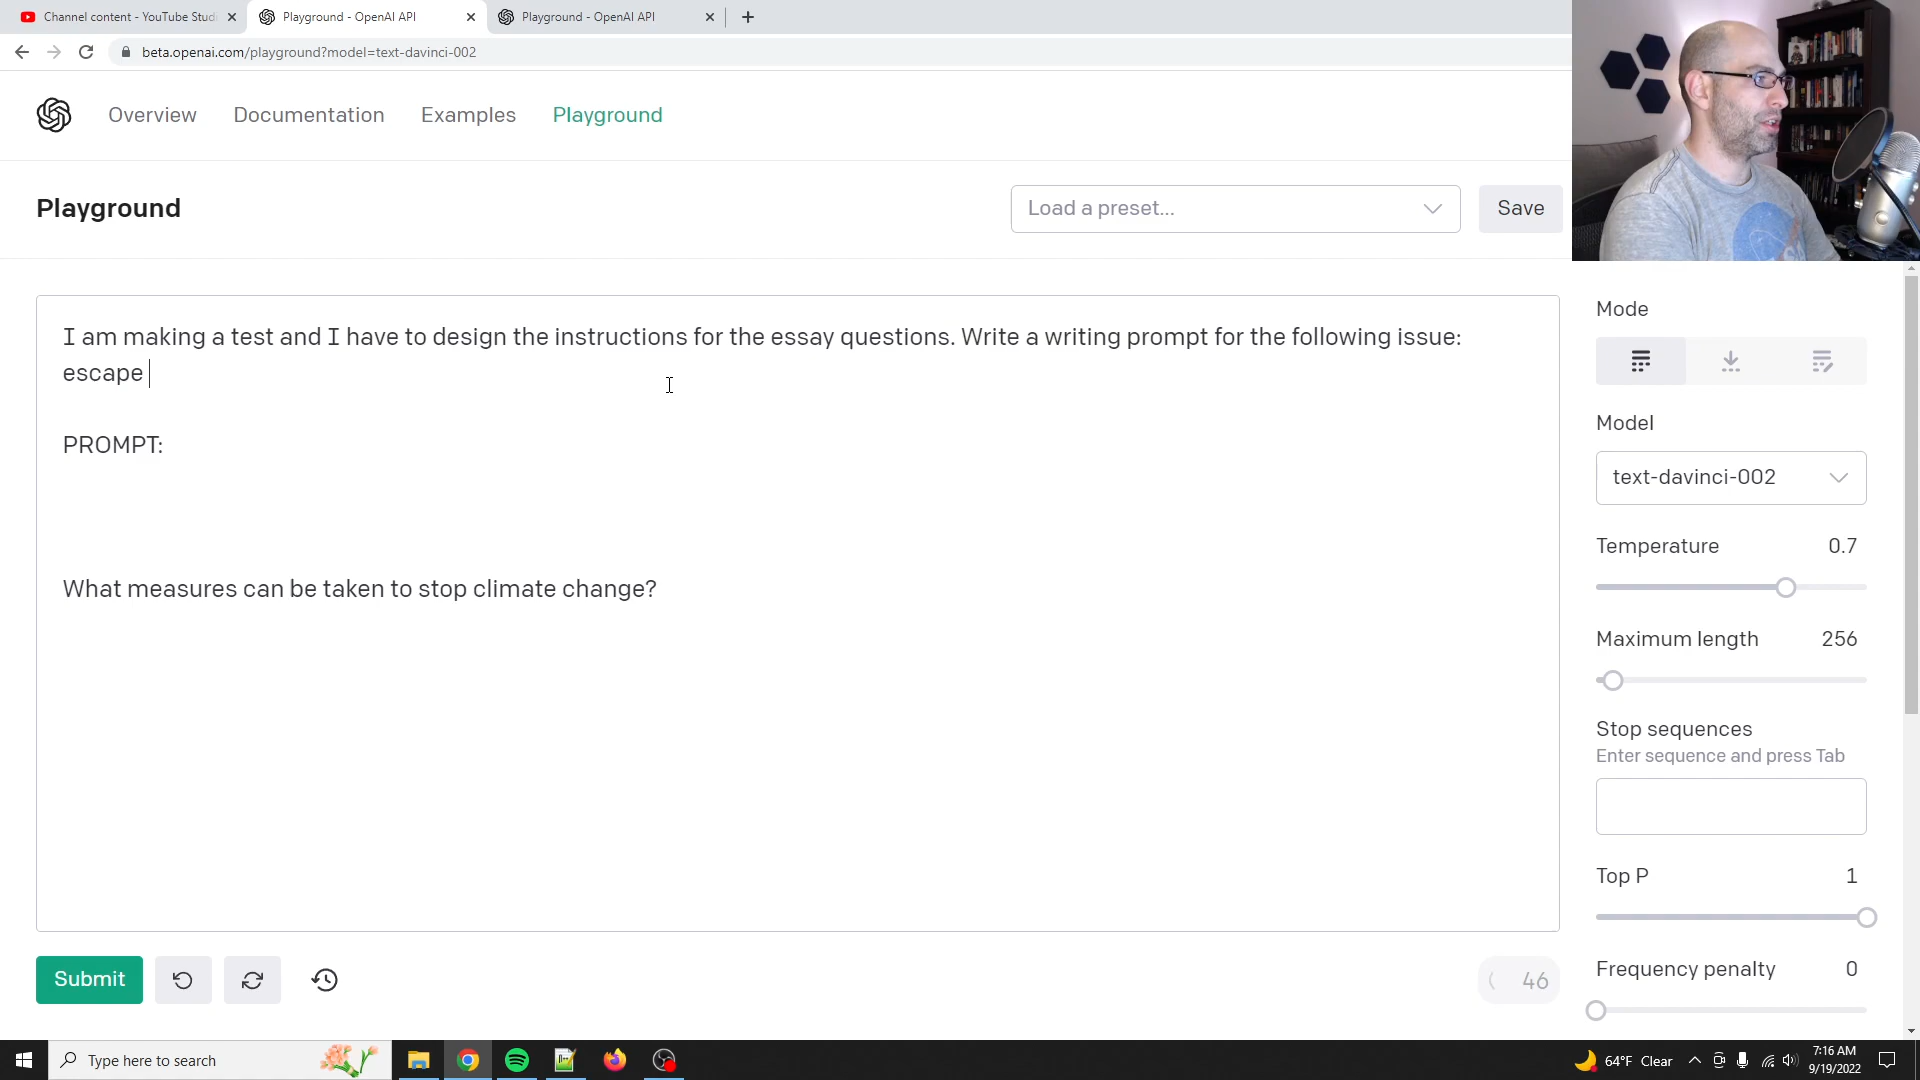 Channel content - YouTube Studi
Playground - OpenAI API
Playground - OpenAI API
beta.openai.com/playground?model=text-davinci-002
Overview
Documentation
Examples
Playground
Playground
Load a preset...
Save
I am making a test and I have to design the instructions for the essay questions. Write a writing prompt for the following issue:
escape
PROMPT:
What measures can be taken to stop climate change?
Mode
Model
text-davinci-002
Temperature 0.7
Maximum length 256
Stop sequences
Enter sequence and press Tab
Top P 1
Frequency penalty 0
Submit
46
Type here to search
64°F Clear
7:16 AM
9/19/2022